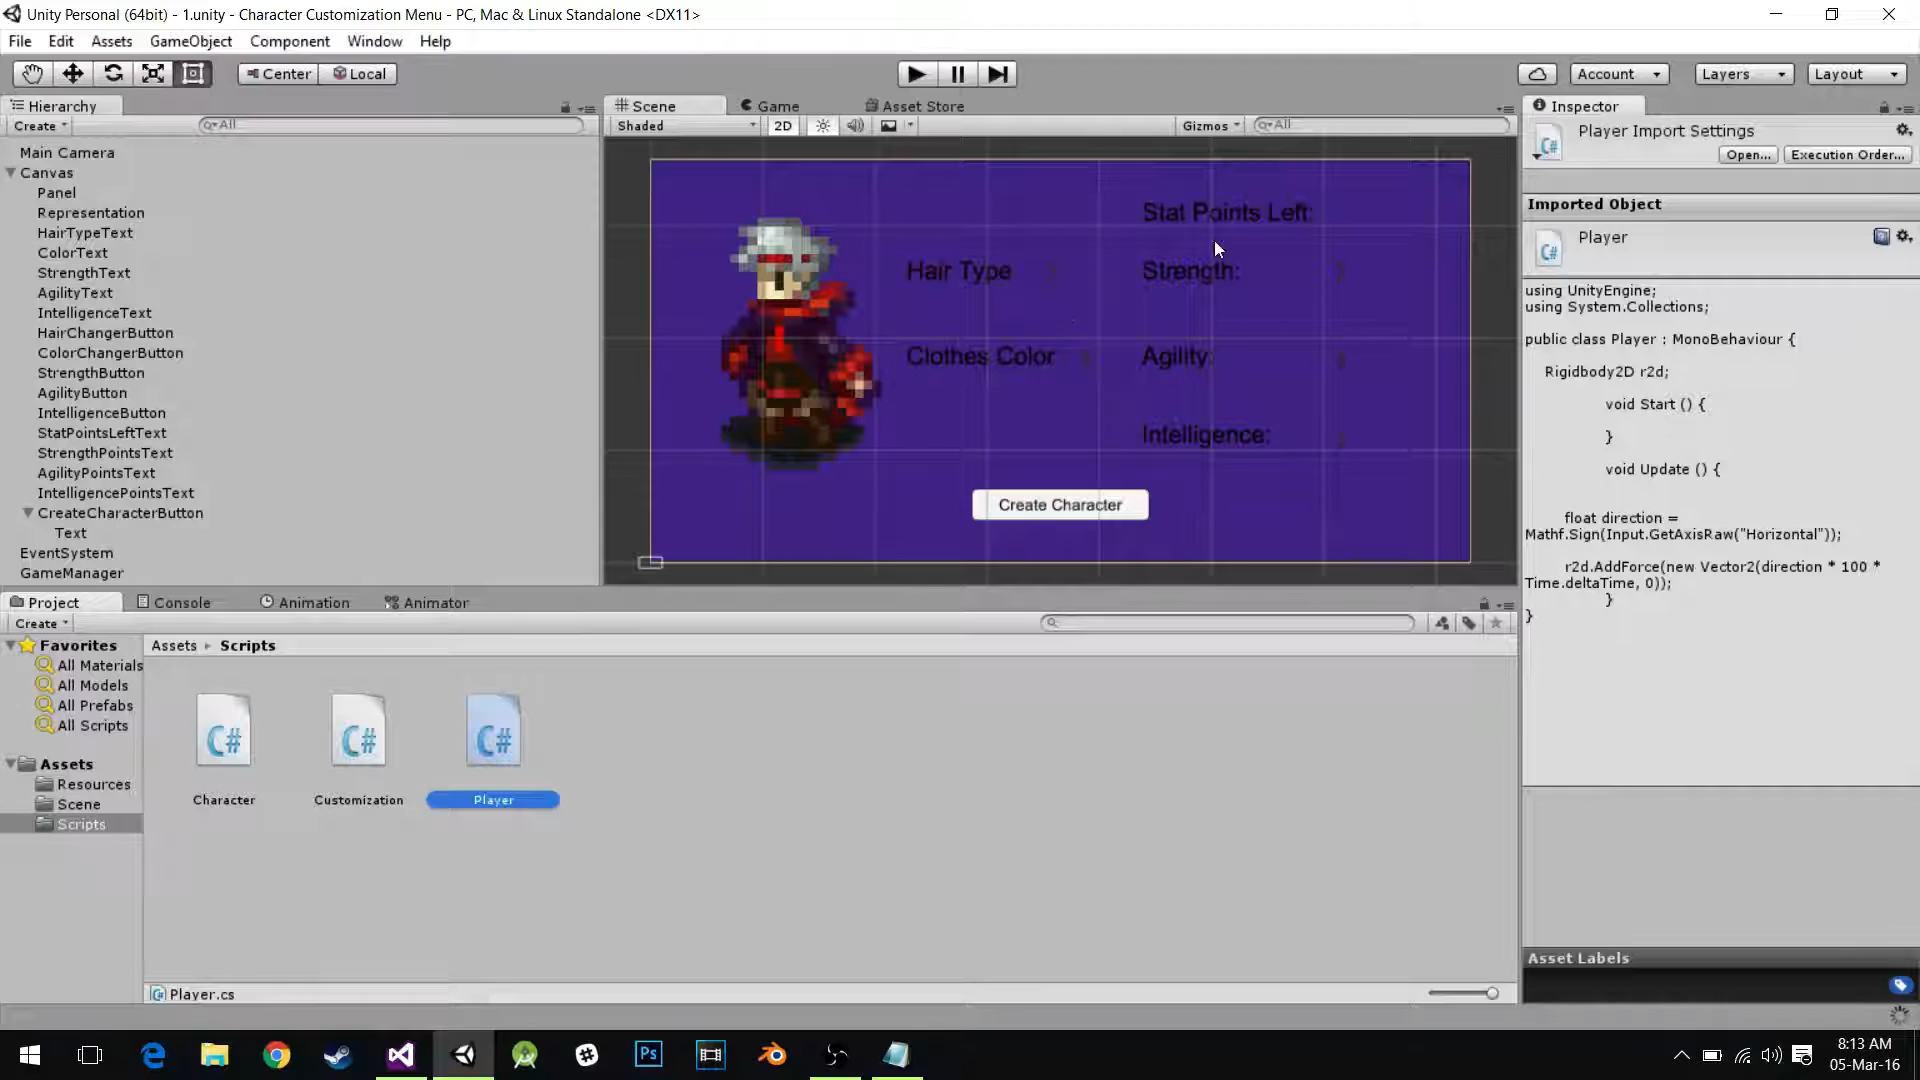 Unity Personal (64bit) - 1.unity - Character Customization Menu - PC, Mac & Linux Standalone <DX11>
File Edit Assets GameObject Component Window Help
Center Local Account Layers Layout
Hierarchy
Create All
Main Camera
Canvas
Panel
Representation
HairTypeText
ColorText
StrengthText
AgilityText
IntelligenceText
HairChangerButton
ColorChangerButton
StrengthButton
AgilityButton
IntelligenceButton
StatPointsLeftText
StrengthPointsText
AgilityPointsText
IntelligencePointsText
CreateCharacterButton
Text
EventSystem
GameManager
Scene Game Asset Store
Shaded 2D Gizmos All
Stat Points Left:
Hair Type Strength:
Clothes Color Agility:
Intelligence:
Create Character
Inspector
Player Import Settings
Open... Execution Order...
Imported Object
Player
C#
using UnityEngine;
using System.Collections;
public class Player : MonoBehaviour {
Rigidbody2D r2d;
void Start () {
}
void Update () {
float direction =
Mathf.Sign(Input.GetAxisRaw("Horizontal"));
r2d.AddForce(new Vector2(direction * 100 *
Time.deltaTime, 0));
}
}
Asset Labels
Project Console Animation Animator
Create
Favorites
All Materials
All Models
All Prefabs
All Scripts
Assets
Resources
Scene
Scripts
Assets Scripts
C# C# C#
Character Customization Player
Player.cs
Ps
8:13 AM
05-Mar-16